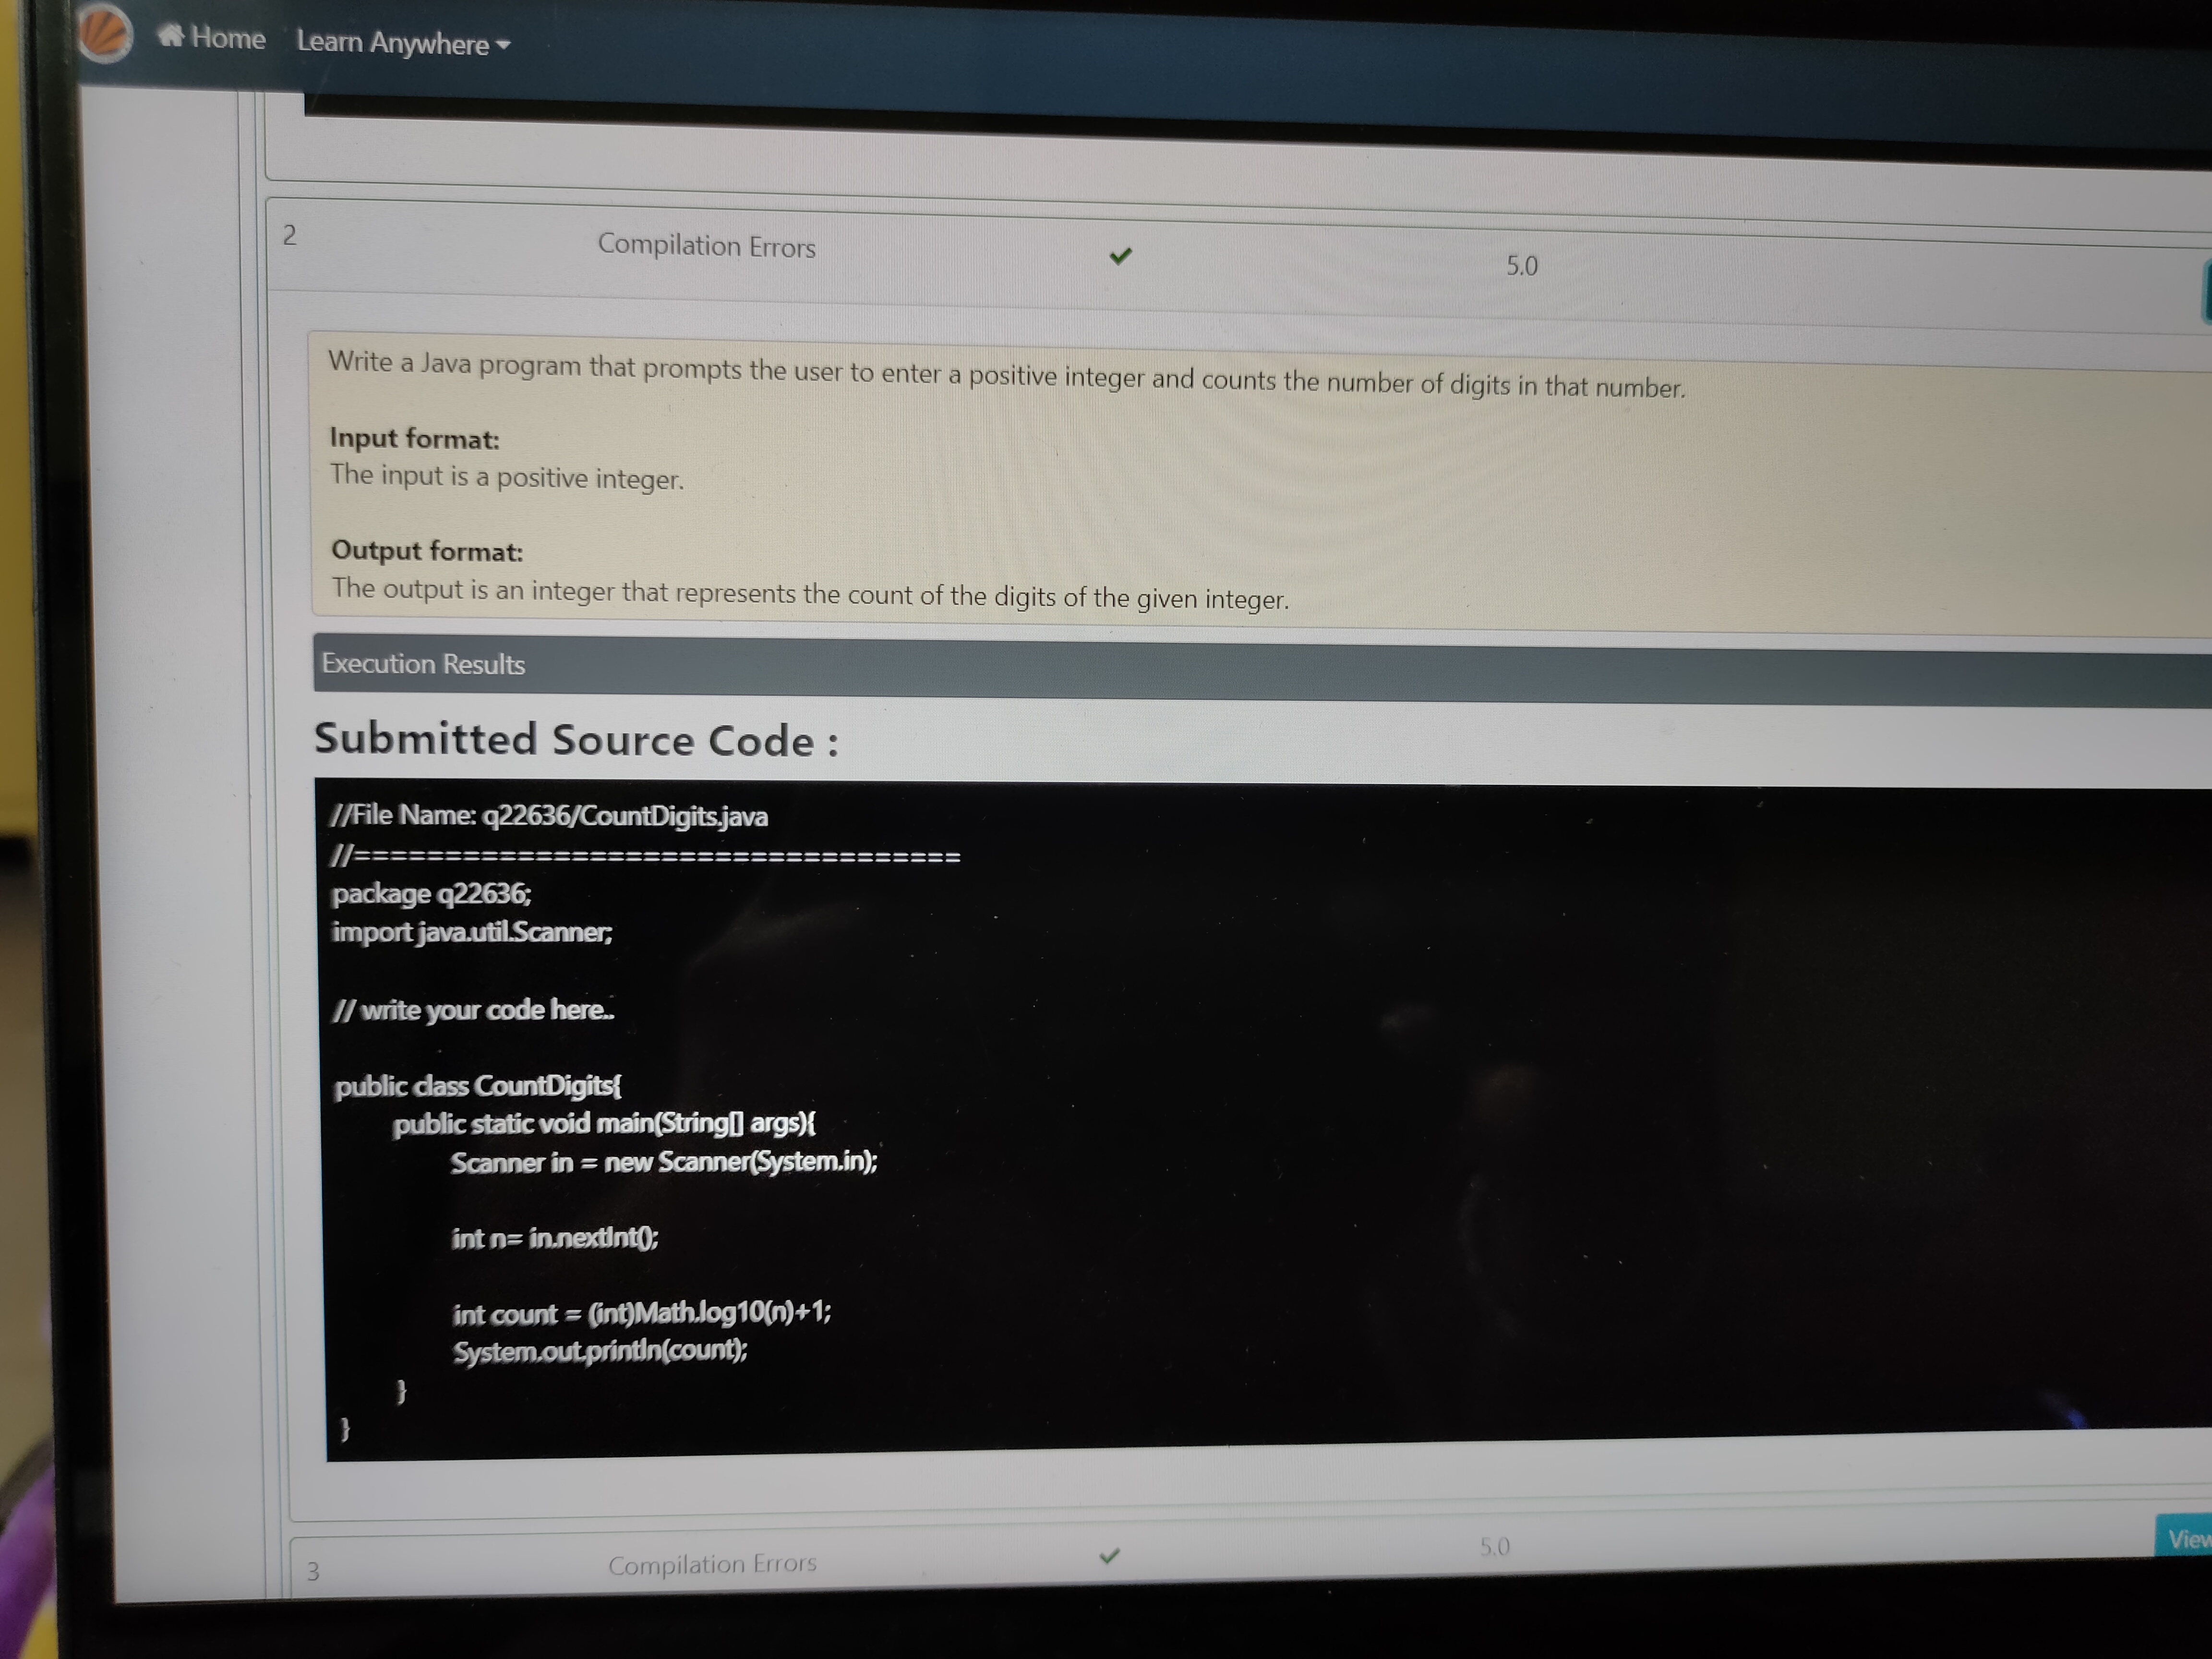 Home Learn Anywhere
2 Compilation Errors ✓ 5.0
Write a Java program that prompts the user to enter a positive integer and counts the number of digits in that number.
Input format:
The input is a positive integer.
Output format:
The output is an integer that represents the count of the digits of the given integer.
Execution Results
Submitted Source Code :
//File Name: q22636/CountDigits.java
//==================================
package q22636;
import java.util.Scanner;
// write your code here..
public class CountDigits{
public static void main(String[] args){
Scanner in = new Scanner(System.in);
int n= in.nextInt();
int count = (int)Math.log10(n)+1;
System.out.println(count);
}
}
3 Compilation Errors ✓ 5.0 View